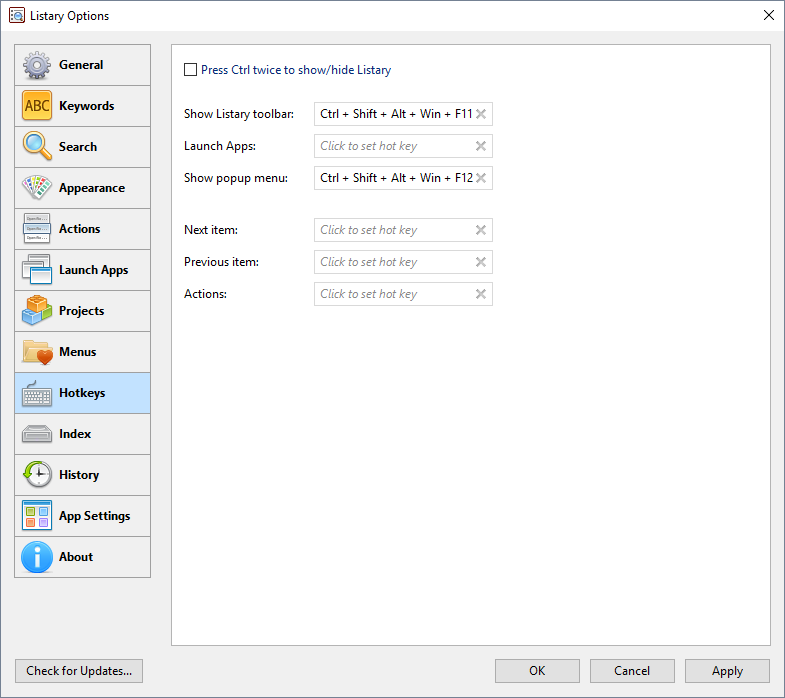 Listary Options
General
ABC
Keywords
Search
Appearance
Actions
Launch Apps
Projects
Menus
Hotkeys
Index
History
App Settings
About
Press Ctrl twice to show/hide Listary
Show Listary toolbar: Ctrl + Shift + Alt + Win + F11
Launch Apps: Click to set hot key
Show popup menu: Ctrl + Shift + Alt + Win + F12
Next item: Click to set hot key
Previous item: Click to set hot key
Actions: Click to set hot key
Check for Updates... OK Cancel Apply